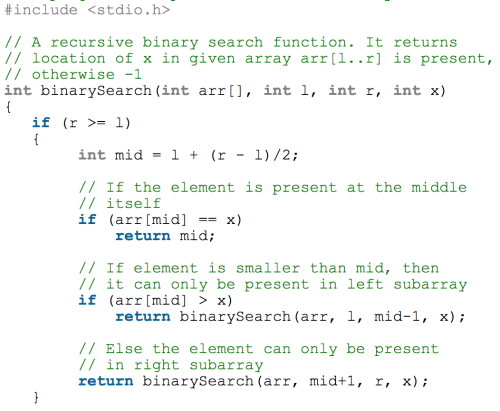 #include <stdio.h>
// A recursive binary search function. It returns
// location of x in given array arr[l..r] is present,
// otherwise -1
int binarySearch(int arr[], int l, int r, int x)
{
if (r >= l)
{
int mid = l + (r - l)/2;
// If the element is present at the middle
// itself
if (arr[mid] == x)
return mid;
// If element is smaller than mid, then
// it can only be present in left subarray
if (arr[mid] > x)
return binarySearch(arr, l, mid-1, x);
// Else the element can only be present
// in right subarray
return binarySearch(arr, mid+1, r, x);
}